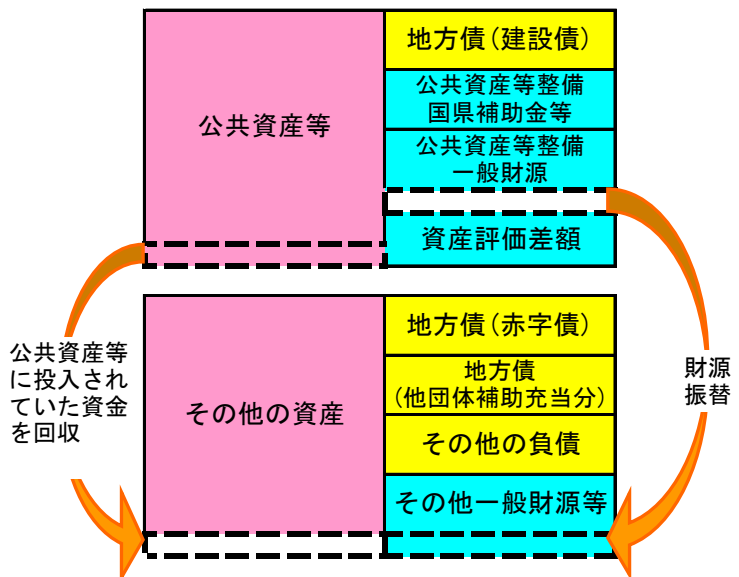 公共資産等
地方債（建設債）
公共資産等整備
国県補助金等
公共資産等整備
一般財源
資産評価差額
その他の資産
地方債（赤字債）
地方債
（他団体補助充当分）
その他の負債
その他一般財源等
公共資産等
に投入され
ていた資金
を回収
財源
振替